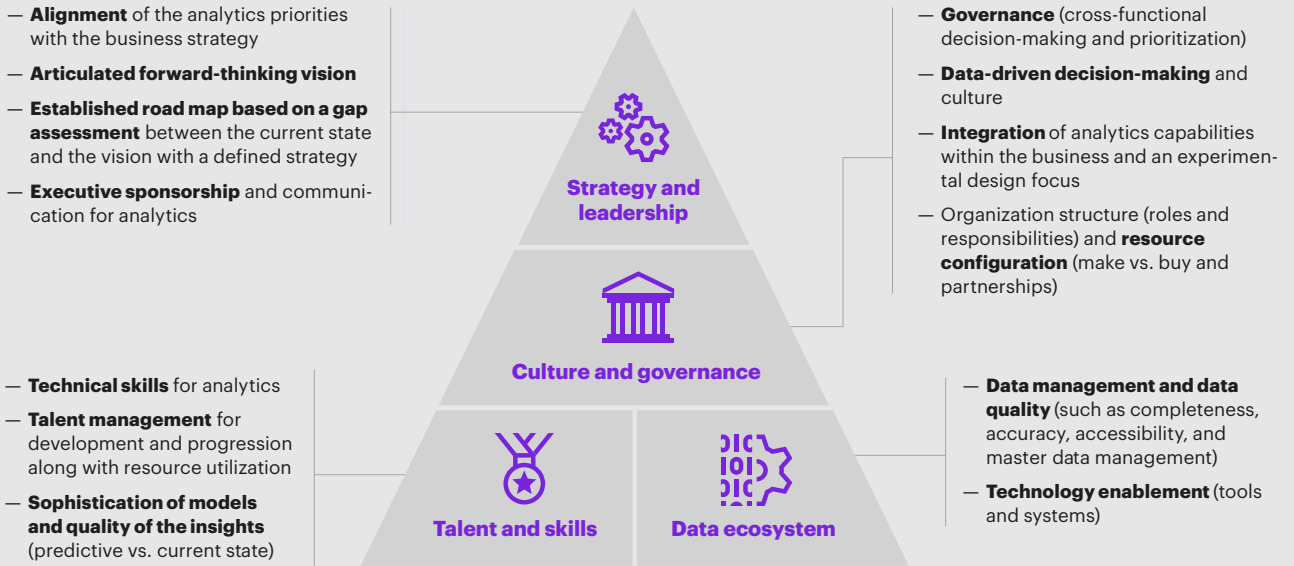 — Alignment of the analytics priorities
with the business strategy
— Articulated forward-thinking vision
— Established road map based on a gap
assessment between the current state
and the vision with a defined strategy
— Executive sponsorship and communi-
cation for analytics
— Governance (cross-functional
decision-making and prioritization)
— Data-driven decision-making and
culture
— Integration of analytics capabilities
within the business and an experimen-
tal design focus
— Organization structure (roles and
responsibilities) and resource
configuration (make vs. buy and
partnerships)
Strategy and
leadership
Culture and governance
— Technical skills for analytics
— Talent management for
development and progression
along with resource utilization
— Sophistication of models
and quality of the insights
(predictive vs. current state)
Talent and skills
Data ecosystem
— Data management and data
quality (such as completeness,
accuracy, accessibility, and
master data management)
— Technology enablement (tools
and systems)